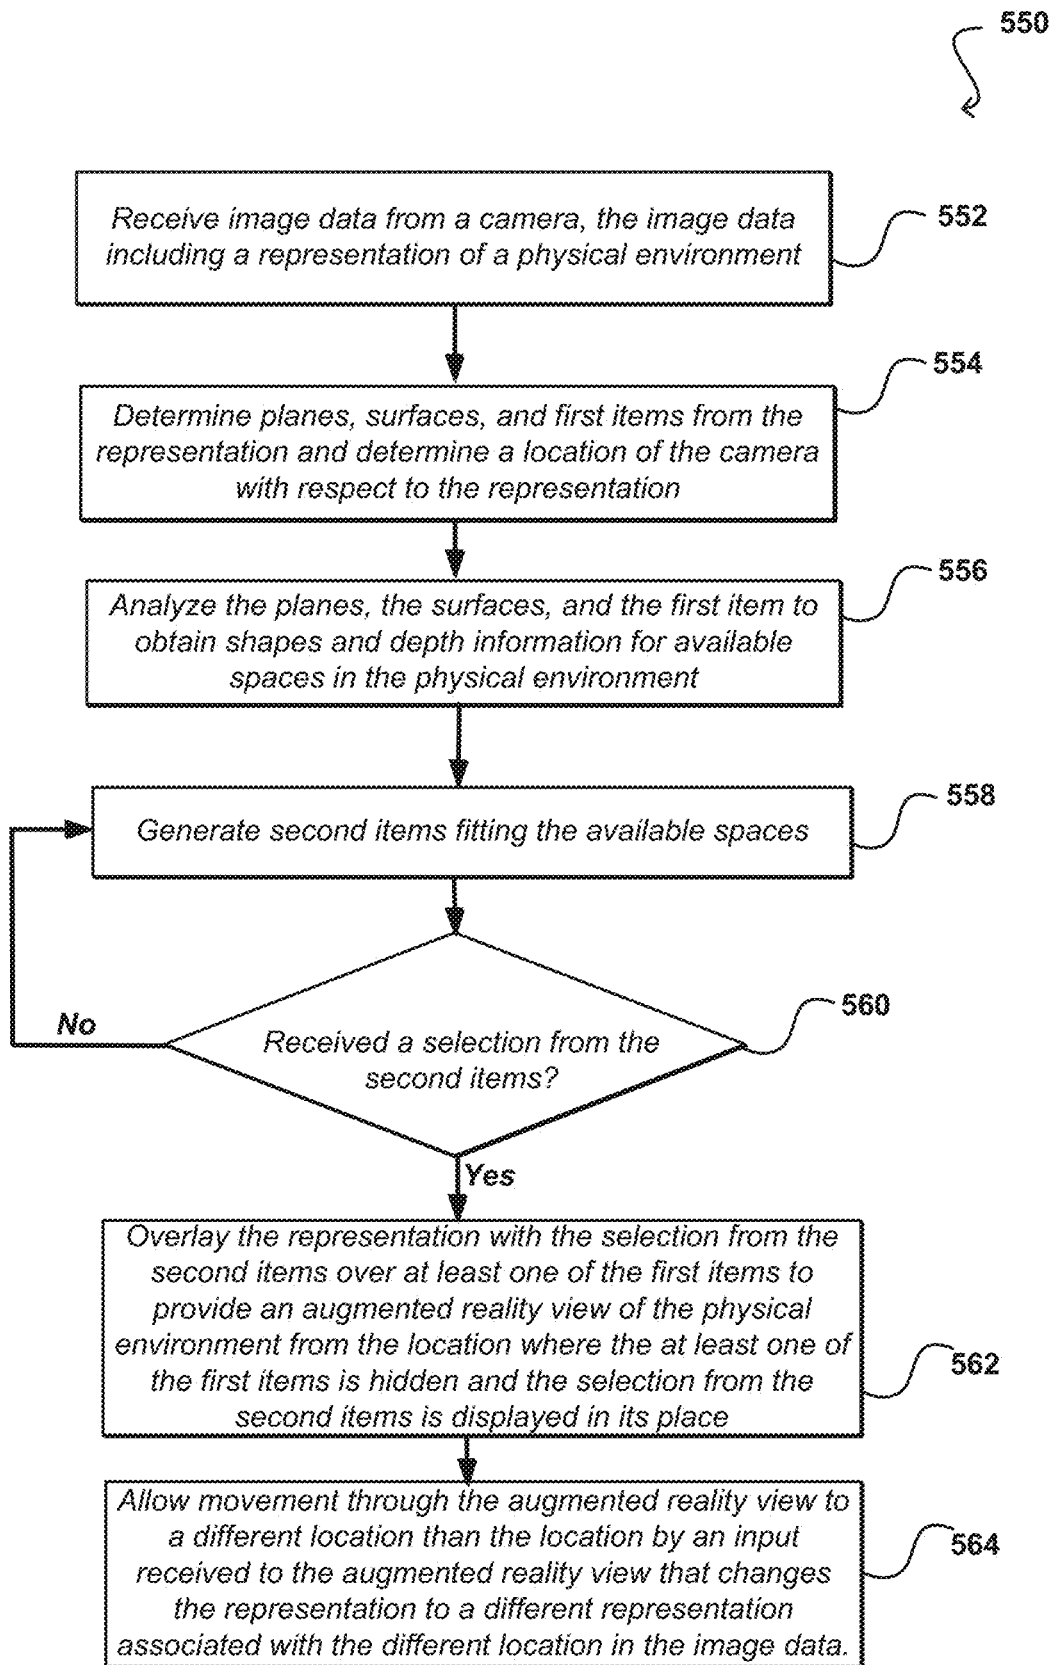 550
Receive image data from a camera, the image data
including a representation of a physical environment
552
554
Determine planes, surfaces, and first items from the
representation and determine a location of the camera
with respect to the representation
556
Analyze the planes, the surfaces, and the first item to
obtain shapes and depth information for available
spaces in the physical environment
558
Generate second items fitting the available spaces
560
No
Received a selection from the
second items?
Yes
Overlay the representation with the selection from the
second items over at least one of the first items to
provide an augmented reality view of the physical
environment from the location where the at least one of
the first items is hidden and the selection from the
second items is displayed in its place
562
Allow movement through the augmented reality view to
a different location than the location by an input
received to the augmented reality view that changes
the representation to a different representation
associated with the different location in the image data.
564